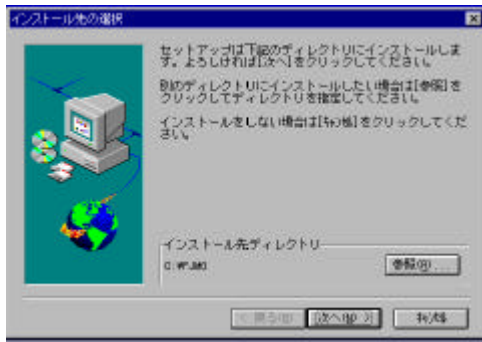 インストール先の選択
セットアップは下記のディレクトリにインストールしま
す。よろしければ[次へ]をクリックしてください。
別のディレクトリにインストールしたい場合は[参照]を
クリックしてディレクトリを指定してください。
インストールをしない場合は[ｷｬﾝｾﾙ]をクリックしてくだ
さい。
インストール先ディレクトリ
参照(R)...
< 戻る(B)
次へ(N) >
ｷｬﾝｾﾙ